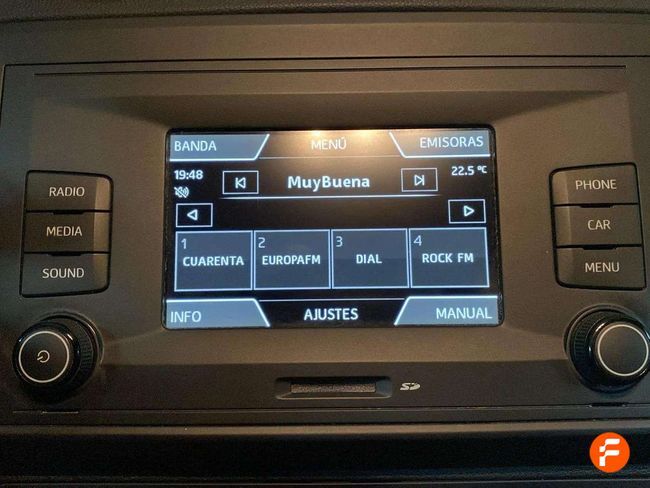 BANDA MENÚ EMISORAS
19:48 MuyBuena 22.5 ºC
1 CUARENTA 2 EUROPAFM 3 DIAL 4 ROCK FM
INFO AJUSTES MANUAL
RADIO
MEDIA
SOUND
PHONE
CAR
MENU
SD